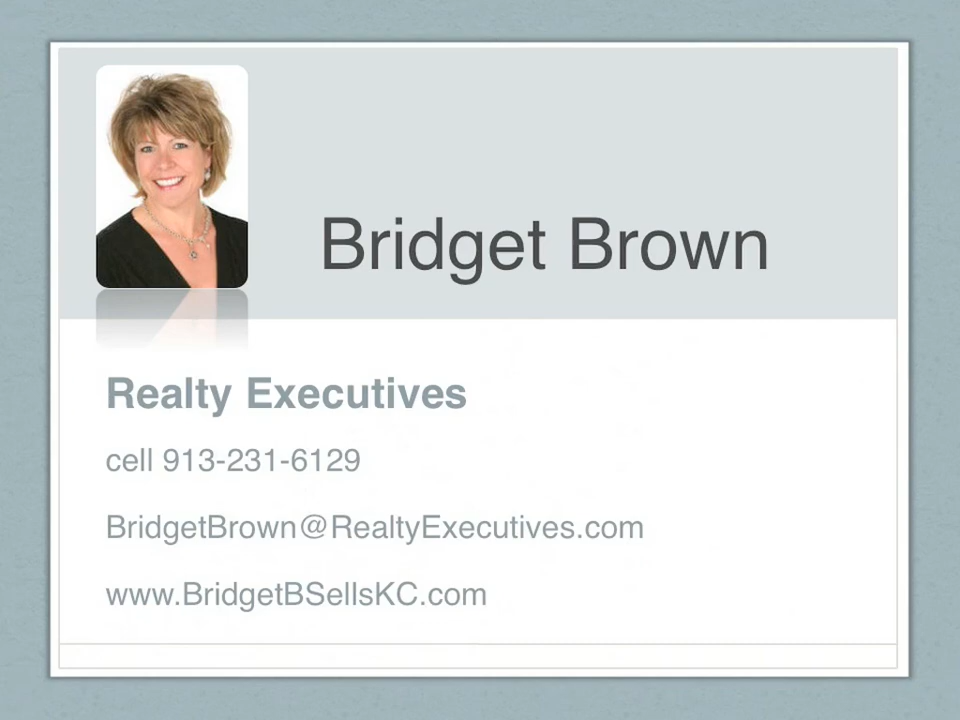 Bridget Brown
Realty Executives
cell 913-231-6129
BridgetBrown@RealtyExecutives.com
www.BridgetBSellsKC.com